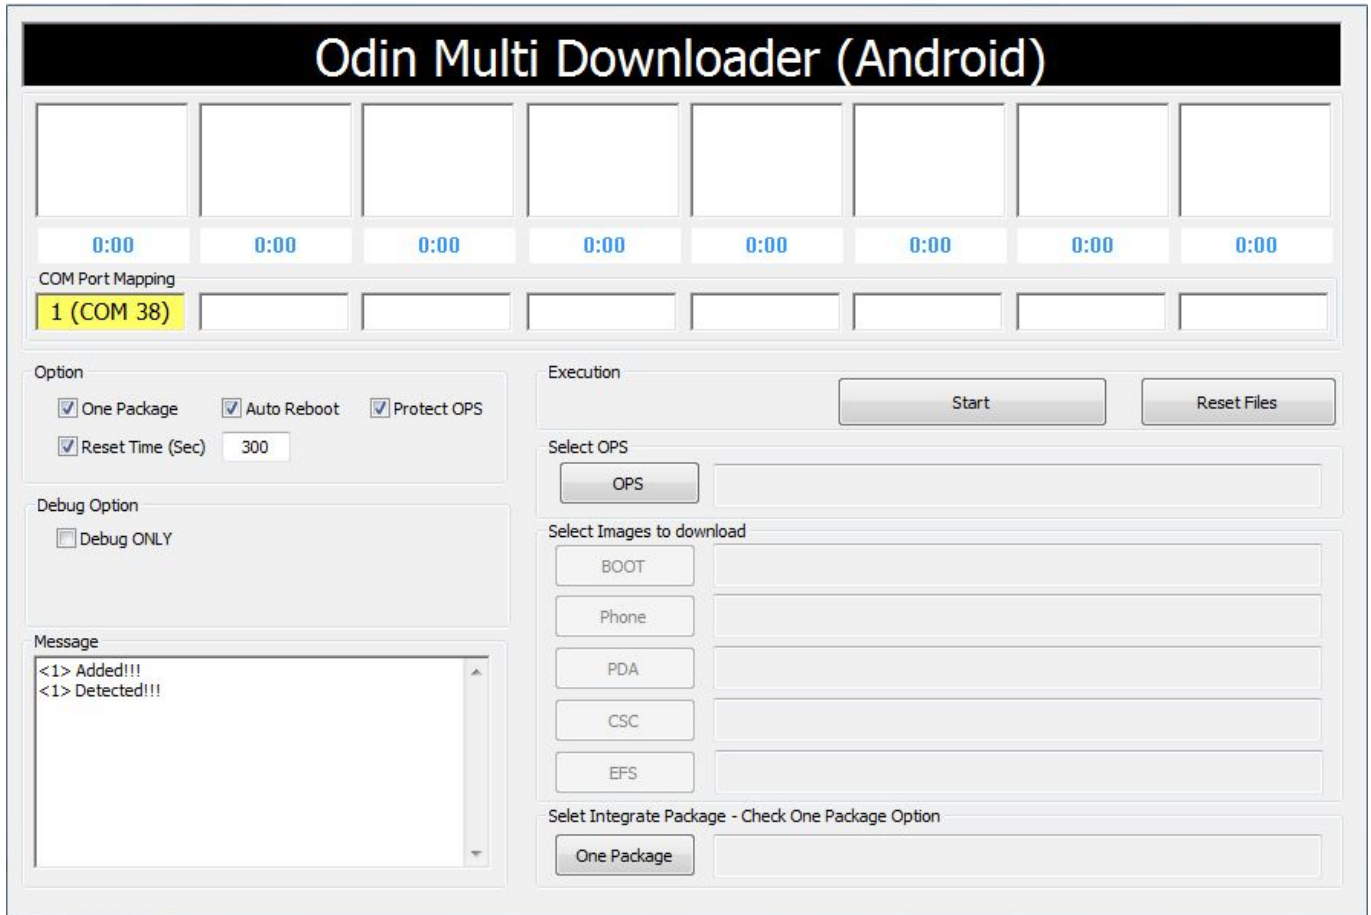 Odin Multi Downloader (Android)
0:00 0:00 0:00 0:00 0:00 0:00 0:00 0:00
COM Port Mapping
1 (COM 38)
Option
One Package Auto Reboot Protect OPS
Reset Time (Sec) 300
Debug Option
Debug ONLY
Message
<1> Added!!!
<1> Detected!!!
Execution
Start Reset Files
Select OPS
OPS
Select Images to download
BOOT
Phone
PDA
CSC
EFS
Selet Integrate Package - Check One Package Option
One Package